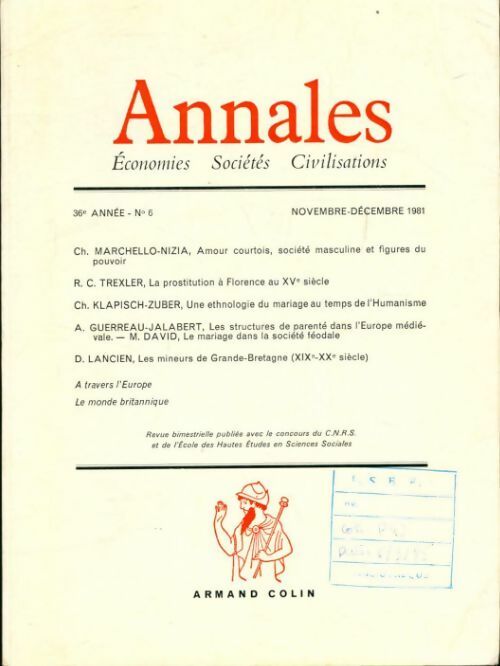 Annales
Économies Sociétés Civilisations
36e ANNÉE - No 6 NOVEMBRE-DÉCEMBRE 1981
Ch. MARCHELLO-NIZIA, Amour courtois, société masculine et figures du
pouvoir
R. C. TREXLER, La prostitution à Florence au XVe siècle
Ch. KLAPISCH-ZUBER, Une ethnologie du mariage au temps de l'Humanisme
A. GUERREAU-JALABERT, Les structures de parenté dans l'Europe médié-
vale. — M. DAVID, Le mariage dans la société féodale
D. LANCIEN, Les mineurs de Grande-Bretagne (XIXe-XXe siècle)
A travers l'Europe
Le monde britannique
Revue bimestrielle publiée avec le concours du C.N.R.S.
et de l'École des Hautes Études en Sciences Sociales
ARMAND COLIN